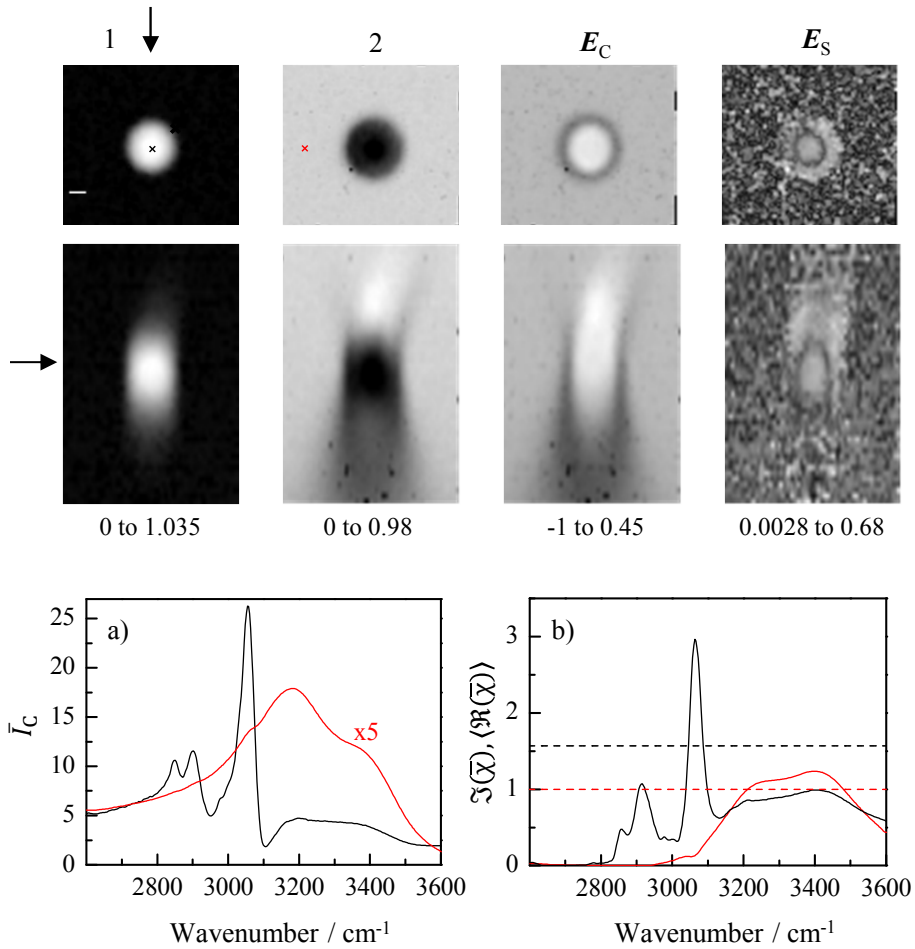 1 2 E_C E_S
0 to 1.035 0 to 0.98 -1 to 0.45 0.0028 to 0.68
a)
x5
Ī_C
25
20
15
10
5
0
2800 3000 3200 3400 3600
Wavenumber / cm⁻¹
b)
ℑ(χ̄), ⟨ℜ(χ̄)⟩
3
2
1
0
2800 3000 3200 3400 3600
Wavenumber / cm⁻¹